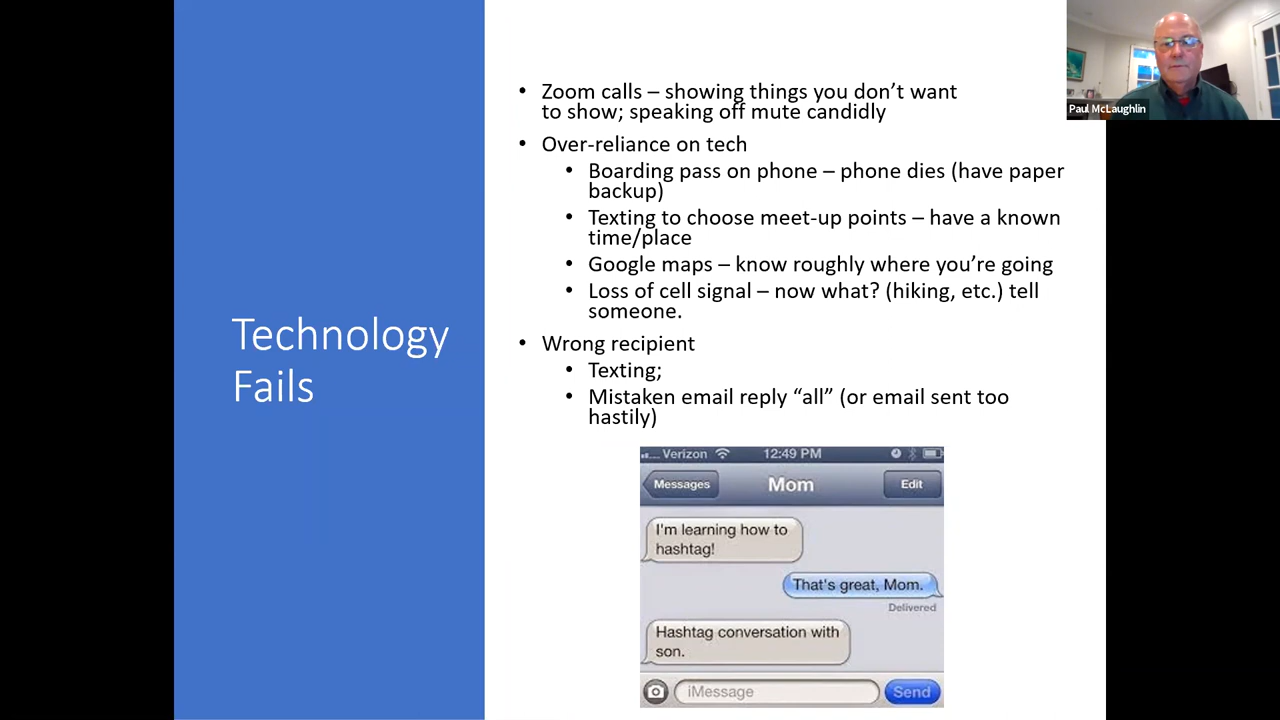 Technology
Fails
• Zoom calls – showing things you don’t want
to show; speaking off mute candidly
• Over-reliance on tech
• Boarding pass on phone – phone dies (have paper
backup)
• Texting to choose meet-up points – have a known
time/place
• Google maps – know roughly where you’re going
• Loss of cell signal – now what? (hiking, etc.) tell
someone.
• Wrong recipient
• Texting;
• Mistaken email reply “all” (or email sent too
hastily)
Verizon 12:49 PM
Messages Mom Edit
I'm learning how to
hashtag!
That's great, Mom.
Delivered
Hashtag conversation with
son.
iMessage Send
Paul McLaughlin